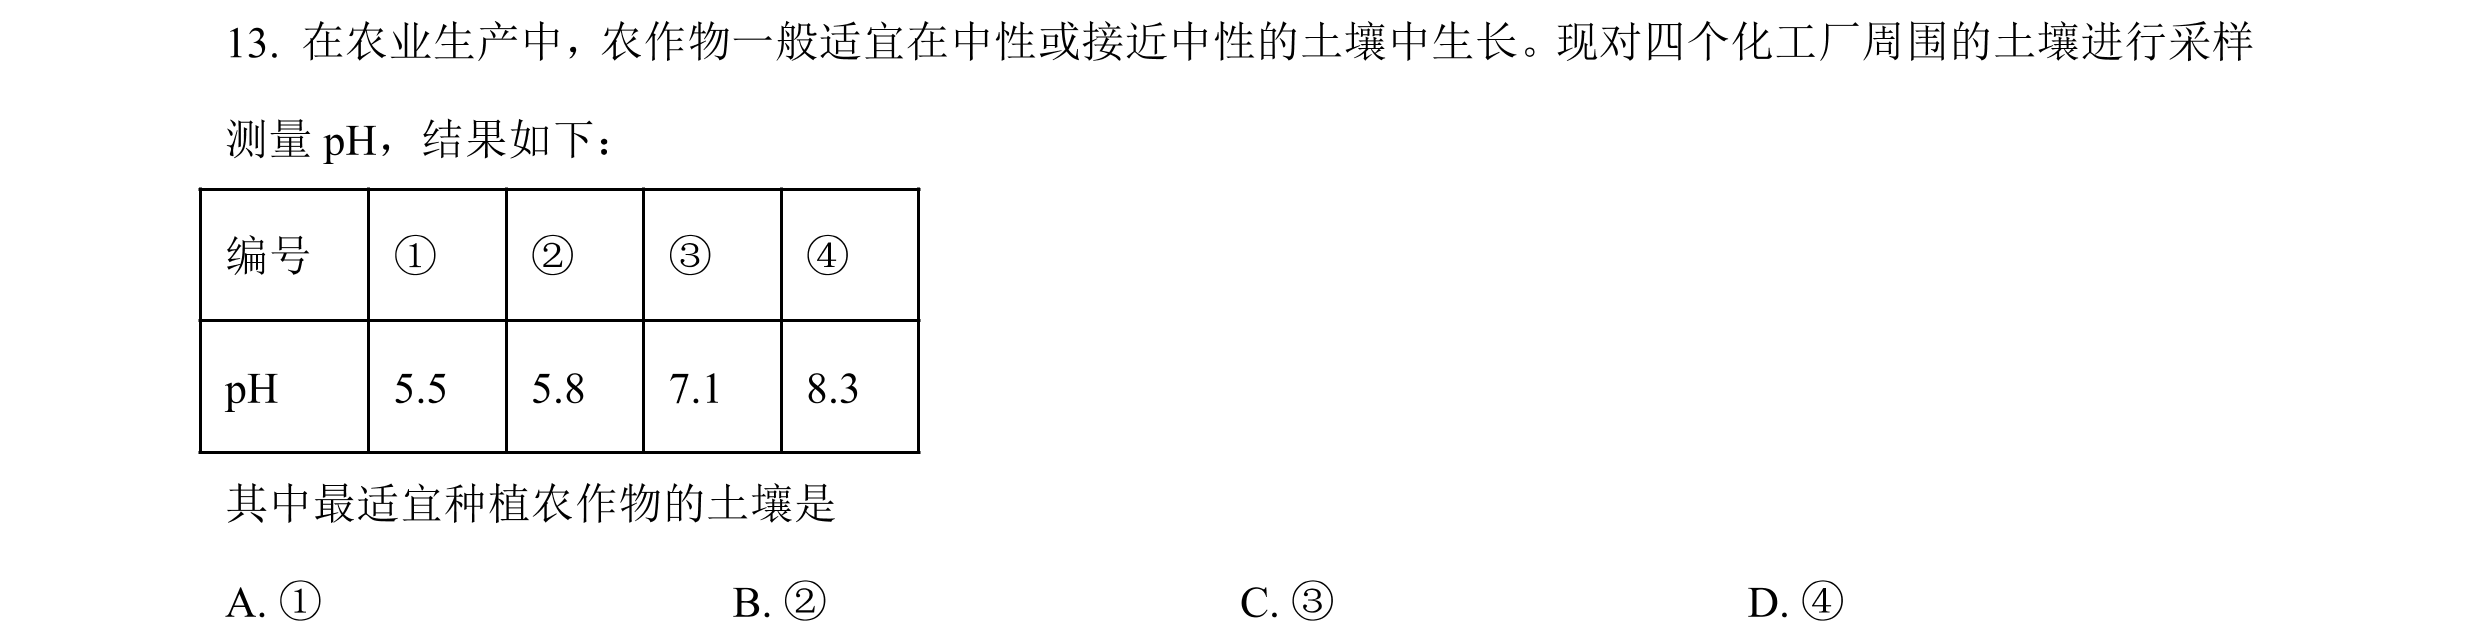 13. 在农业生产中，农作物一般适宜在中性或接近中性的土壤中生长。现对四个化工厂周围的土壤进行采样
测量 pH，结果如下：
编号 ① ② ③ ④
pH 5.5 5.8 7.1 8.3
其中最适宜种植农作物的土壤是
A. ① B. ② C. ③ D. ④